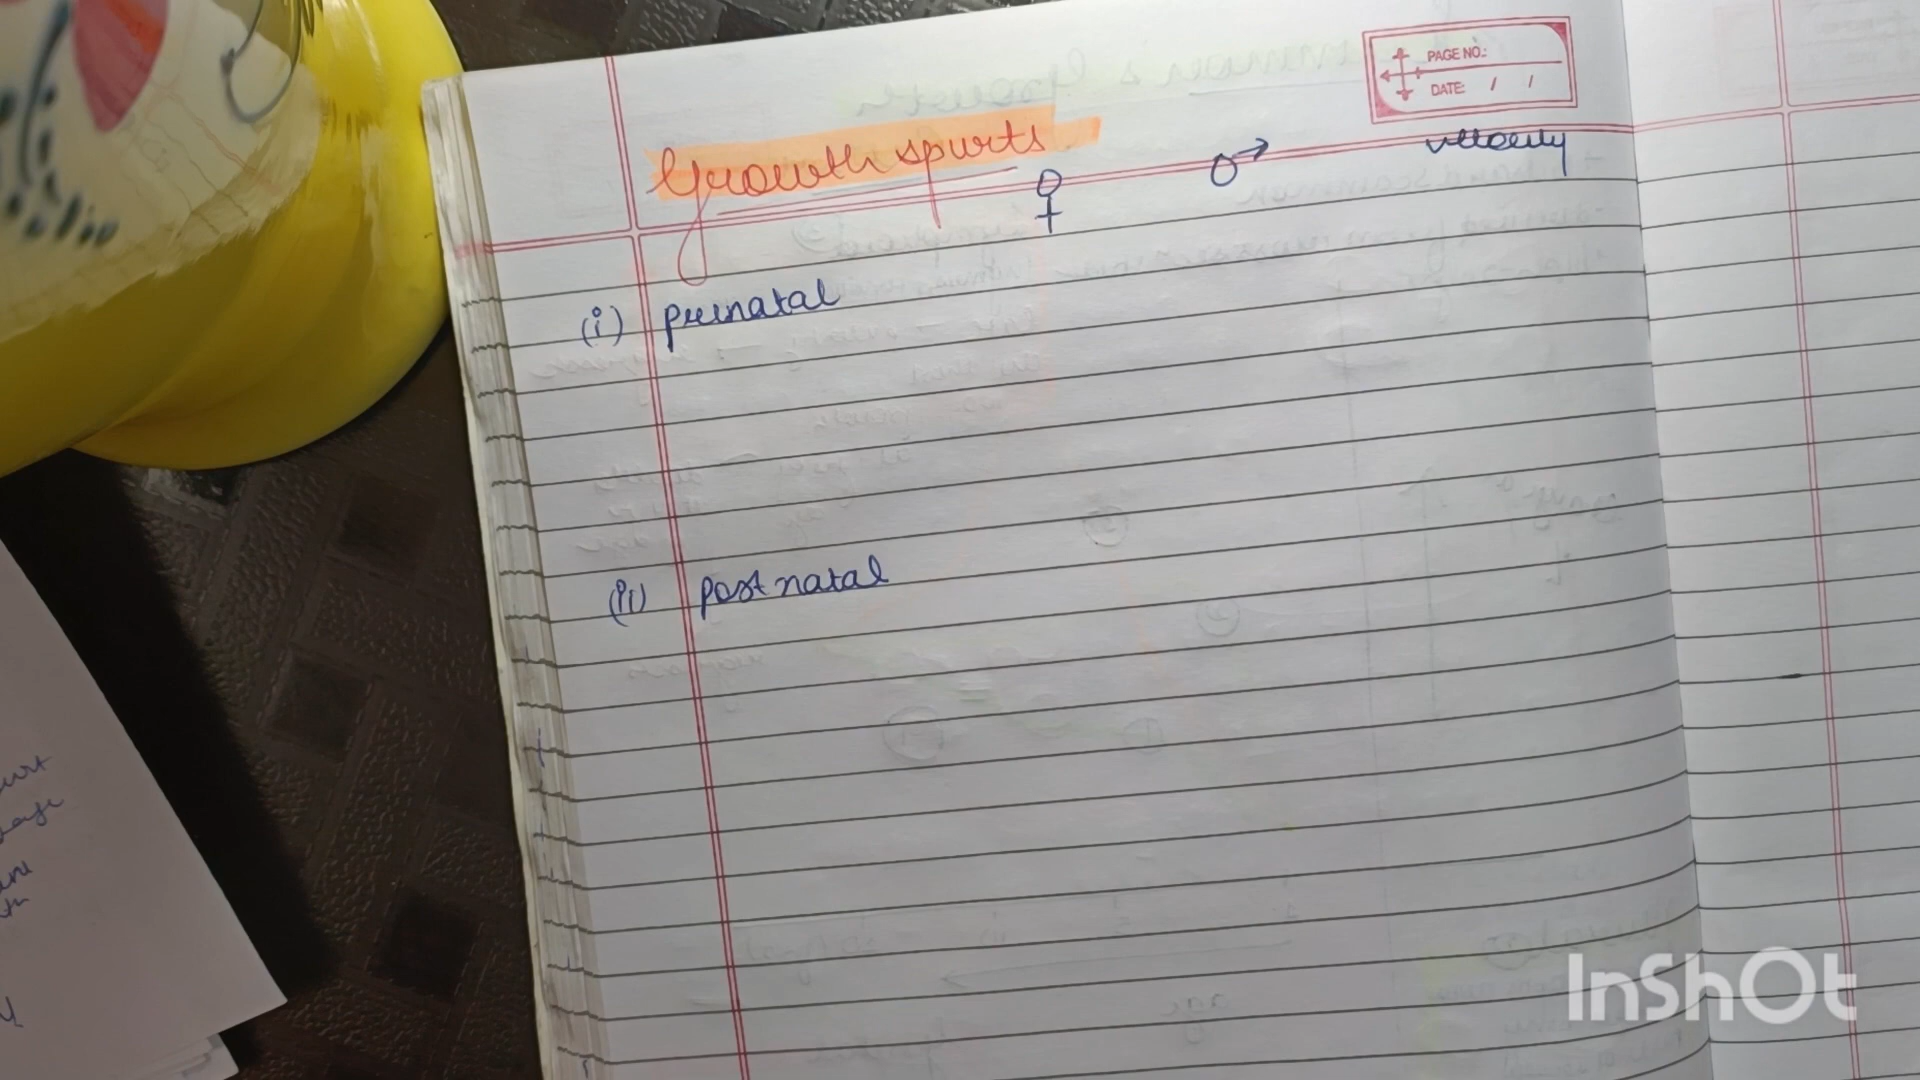 PAGE NO.:
DATE: / /
Growth spurts ♀ ♂ velocity
(i) prenatal
(ii) post natal
InShOt